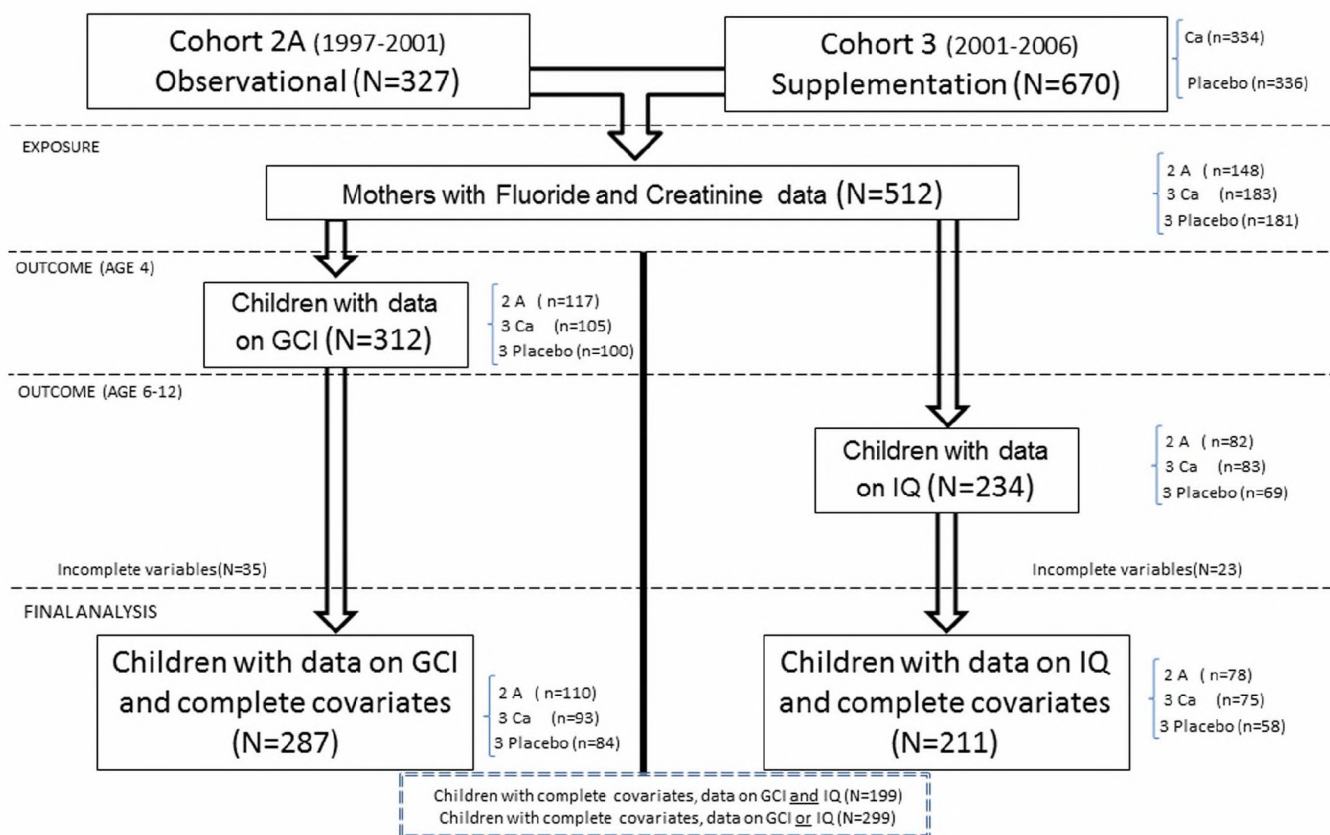 Cohort 2A (1997-2001)
Observational (N=327)
Cohort 3 (2001-2006)
Supplementation (N=670)
Ca (n=334)
Placebo (n=336)
EXPOSURE
Mothers with Fluoride and Creatinine data (N=512)
2 A (n=148)
3 Ca (n=183)
3 Placebo (n=181)
OUTCOME (AGE 4)
Children with data
on GCI (N=312)
2 A ( n=117)
3 Ca (n=105)
3 Placebo (n=100)
OUTCOME (AGE 6-12)
Children with data
on IQ (N=234)
2 A ( n=82)
3 Ca (n=83)
3 Placebo (n=69)
Incomplete variables(N=35)
Incomplete variables(N=23)
FINAL ANALYSIS
Children with data on GCI
and complete covariates
(N=287)
2 A ( n=110)
3 Ca (n=93)
3 Placebo (n=84)
Children with data on IQ
and complete covariates
(N=211)
2 A ( n=78)
3 Ca (n=75)
3 Placebo (n=58)
Children with complete covariates, data on GCI and IQ (N=199)
Children with complete covariates, data on GCI or IQ (N=299)